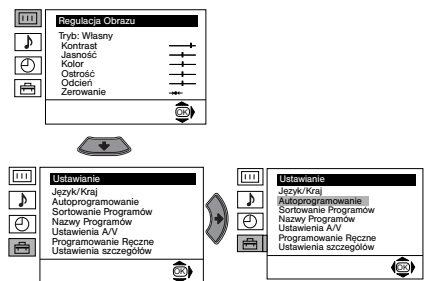 Regulacja Obrazu
Tryb: Własny
Kontrast
Jasność
Kolor
Ostrość
Odcień
Zerowanie
OK
Ustawianie
Język/Kraj
Autoprogramowanie
Sortowanie Programów
Nazwy Programów
Ustawienia A/V
Programowanie Ręczne
Ustawienia szczegółów
OK
Ustawianie
Język/Kraj
Autoprogramowanie
Sortowanie Programów
Nazwy Programów
Ustawienia A/V
Programowanie Ręczne
Ustawienia szczegółów
OK